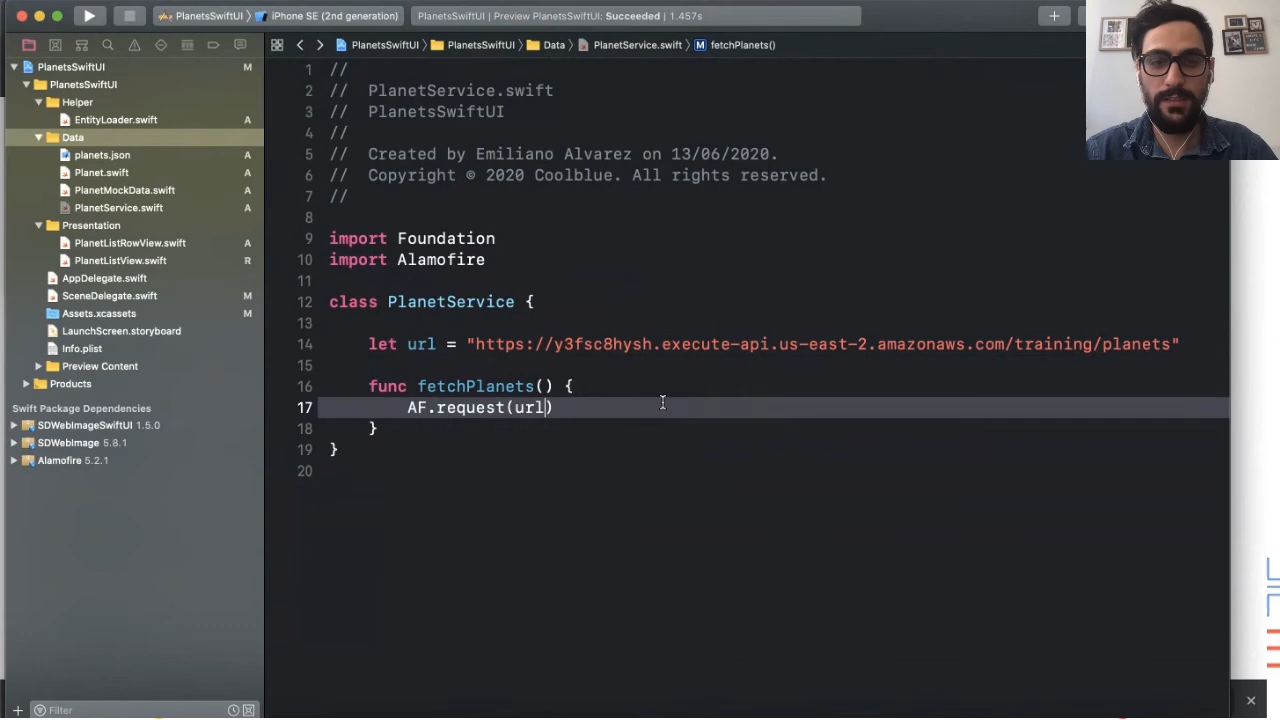 PlanetsSwiftUI 〉 iPhone SE (2nd generation)
PlanetsSwiftUI | Preview PlanetsSwiftUI: Succeeded | 1.457s
PlanetsSwiftUI 〉 PlanetsSwiftUI 〉 Data 〉 PlanetService.swift 〉 M fetchPlanets()
PlanetsSwiftUI M
PlanetsSwiftUI
Helper
EntityLoader.swift A
Data
planets.json A
Planet.swift A
PlanetMockData.swift A
PlanetService.swift A
Presentation
PlanetListRowView.swift A
PlanetListView.swift R
AppDelegate.swift
SceneDelegate.swift M
Assets.xcassets M
LaunchScreen.storyboard
Info.plist
Preview Content
Products
Swift Package Dependencies
SDWebImageSwiftUI 1.5.0
SDWebImage 5.8.1
Alamofire 5.2.1
Filter
1 //
2 // PlanetService.swift
3 // PlanetsSwiftUI
4 //
5 // Created by Emiliano Alvarez on 13/06/2020.
6 // Copyright © 2020 Coolblue. All rights reserved.
7 //
8
9 import Foundation
10 import Alamofire
11
12 class PlanetService {
13
14 let url = "https://y3fsc8hysh.execute-api.us-east-2.amazonaws.com/training/planets"
15
16 func fetchPlanets() {
17 AF.request(url)
18 }
19 }
20